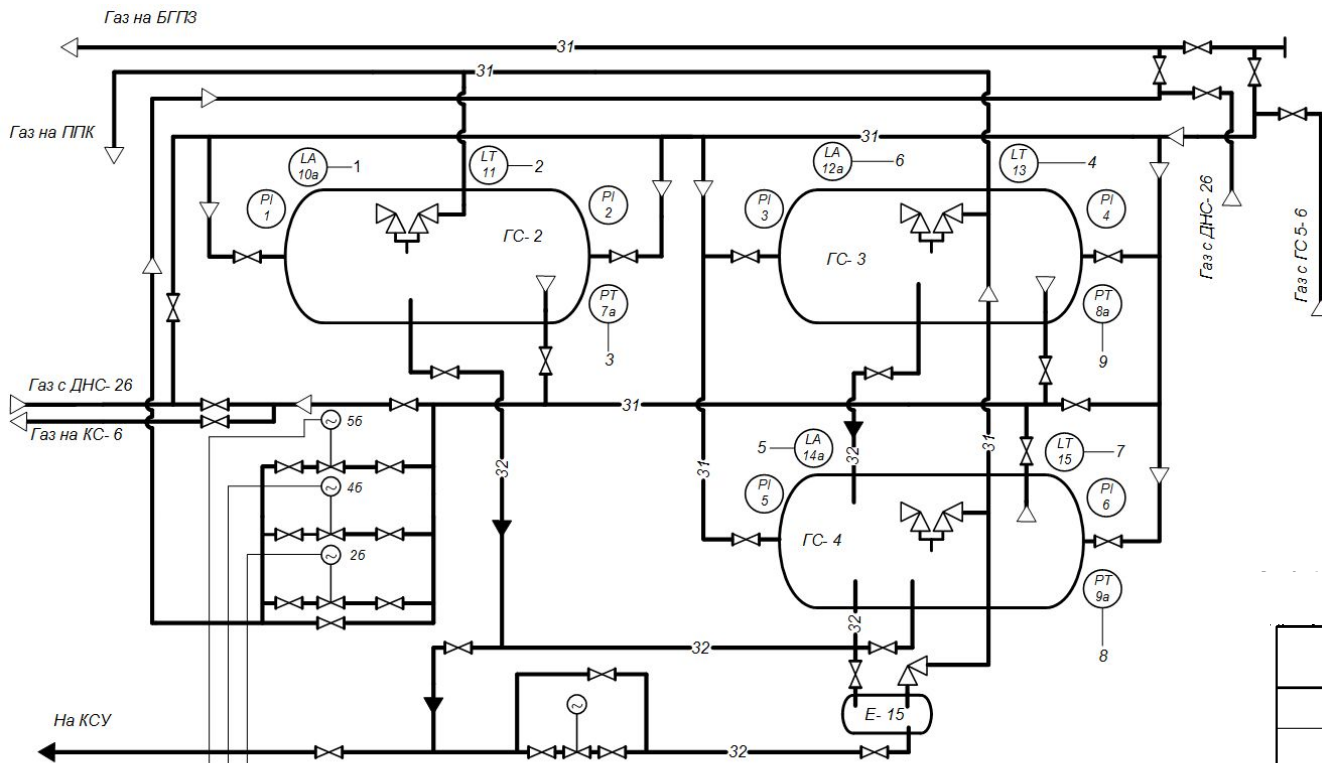 Газ на БГПЗ
31
31
Газ на ППК
31
LA
10а
1
LT
11
2
LA
12а
6
LT
13
4
PI
1
PI
2
PI
3
PI
4
ГС- 2
ГС- 3
Газ с ДНС- 26
Газ с ГС 5- 6
PT
7а
3
PT
8а
9
Газ с ДНС- 26
31
Газ на КС- 6
5б
32
31
5
LA
14а
32
31
LT
15
7
4б
PI
5
PI
6
2б
ГС- 4
PT
9а
8
32
32
Е- 15
На КСУ
32